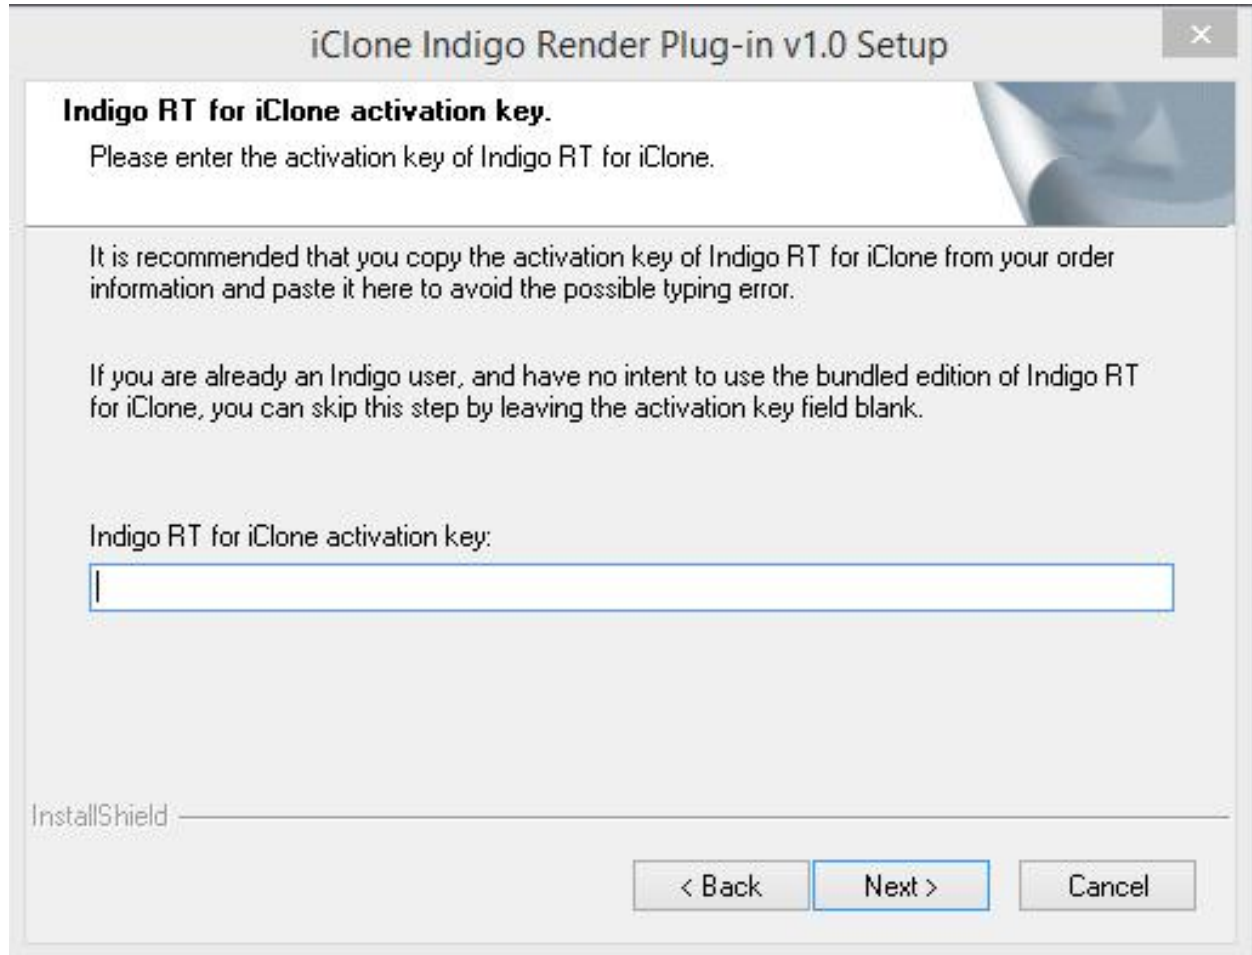 iClone Indigo Render Plug-in v1.0 Setup
Indigo RT for iClone activation key.
Please enter the activation key of Indigo RT for iClone.
It is recommended that you copy the activation key of Indigo RT for iClone from your order
information and paste it here to avoid the possible typing error.
If you are already an Indigo user, and have no intent to use the bundled edition of Indigo RT
for iClone, you can skip this step by leaving the activation key field blank.
Indigo RT for iClone activation key:
InstallShield
< Back Next > Cancel